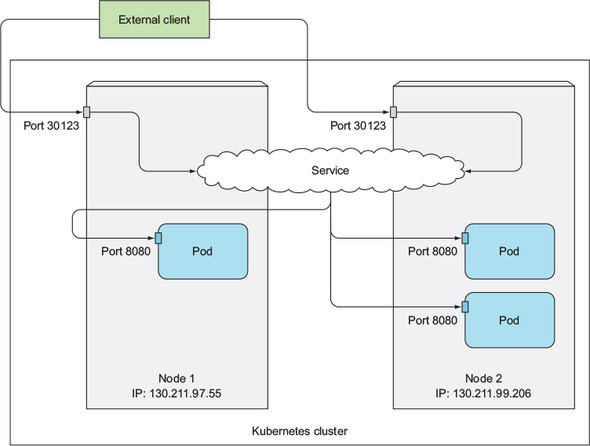 External client
Port 30123
Port 30123
Service
Port 8080
Pod
Port 8080
Pod
Port 8080
Pod
Node 1
IP: 130.211.97.55
Node 2
IP: 130.211.99.206
Kubernetes cluster